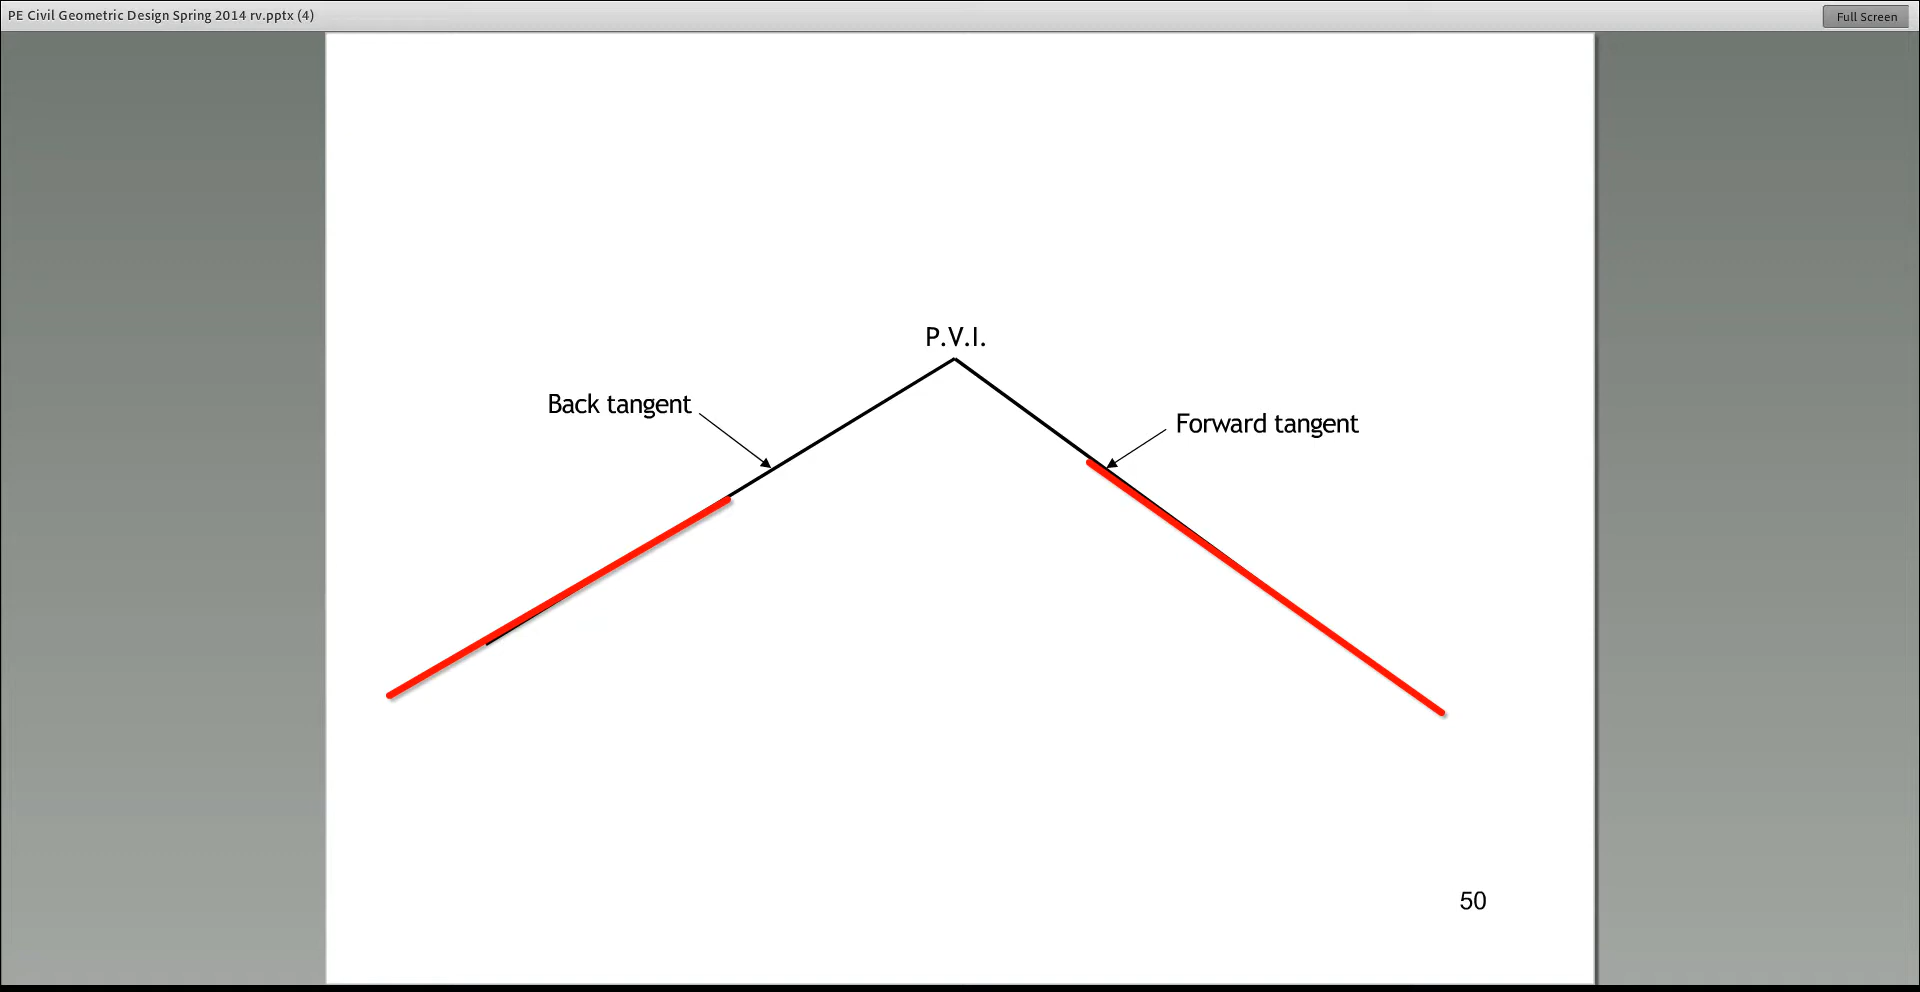 PE Civil Geometric Design Spring 2014 rv.pptx (4)
Full Screen
P.V.I.
Back tangent
Forward tangent
50